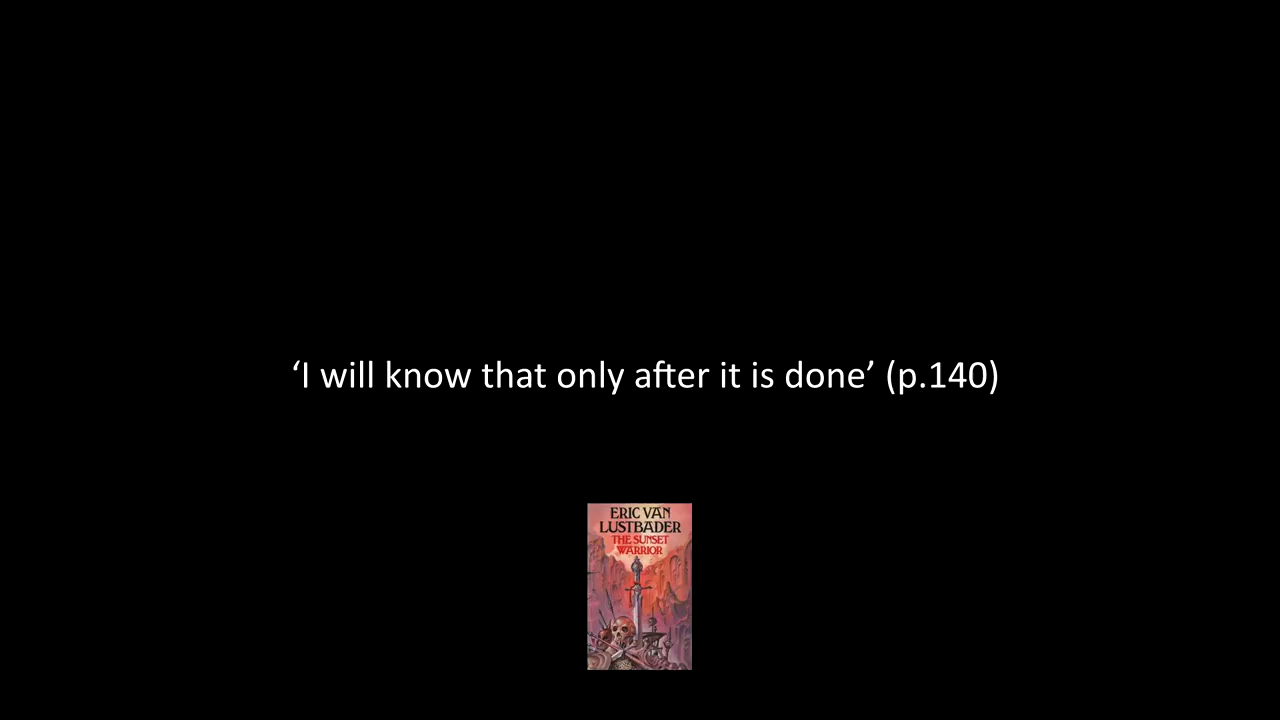 ‘I will know that only after it is done’ (p.140)
ERIC VAN
LUSTBADER
THE SUNSET
WARRIOR